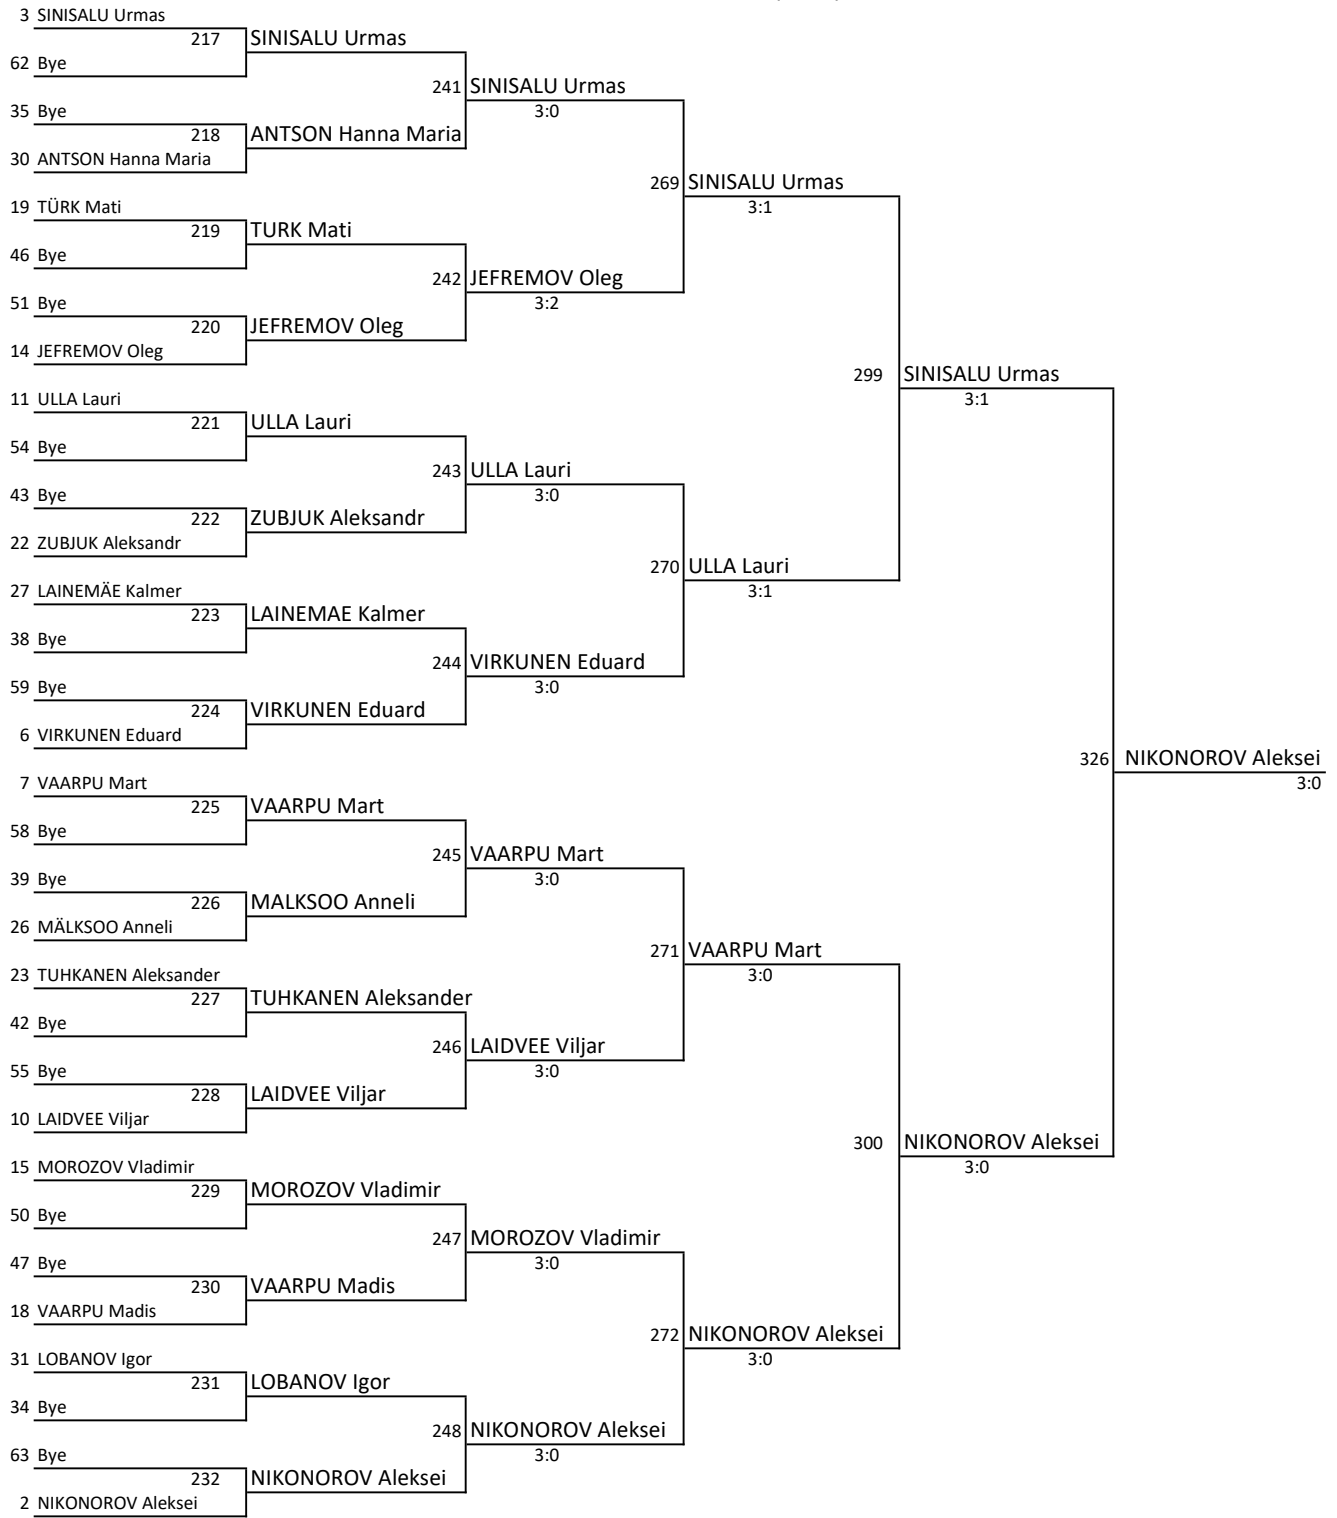 3 SINISALU Urmas
217 SINISALU Urmas
62 Bye
241 SINISALU Urmas
35 Bye
3:0
218 ANTSON Hanna Maria
30 ANTSON Hanna Maria
269 SINISALU Urmas
19 TÜRK Mati
3:1
219 TURK Mati
46 Bye
242 JEFREMOV Oleg
51 Bye
3:2
220 JEFREMOV Oleg
14 JEFREMOV Oleg
299 SINISALU Urmas
11 ULLA Lauri
3:1
221 ULLA Lauri
54 Bye
243 ULLA Lauri
43 Bye
3:0
222 ZUBJUK Aleksandr
22 ZUBJUK Aleksandr
270 ULLA Lauri
27 LAINEMÄE Kalmer
3:1
223 LAINEMAE Kalmer
38 Bye
244 VIRKUNEN Eduard
59 Bye
3:0
224 VIRKUNEN Eduard
6 VIRKUNEN Eduard
326 NIKONOROV Aleksei
7 VAARPU Mart
3:0
225 VAARPU Mart
58 Bye
245 VAARPU Mart
39 Bye
3:0
226 MALKSOO Anneli
26 MÄLKSOO Anneli
271 VAARPU Mart
23 TUHKANEN Aleksander
3:0
227 TUHKANEN Aleksander
42 Bye
246 LAIDVEE Viljar
55 Bye
3:0
228 LAIDVEE Viljar
10 LAIDVEE Viljar
300 NIKONOROV Aleksei
15 MOROZOV Vladimir
3:0
229 MOROZOV Vladimir
50 Bye
247 MOROZOV Vladimir
47 Bye
3:0
230 VAARPU Madis
18 VAARPU Madis
272 NIKONOROV Aleksei
31 LOBANOV Igor
3:0
231 LOBANOV Igor
34 Bye
248 NIKONOROV Aleksei
63 Bye
3:0
232 NIKONOROV Aleksei
2 NIKONOROV Aleksei